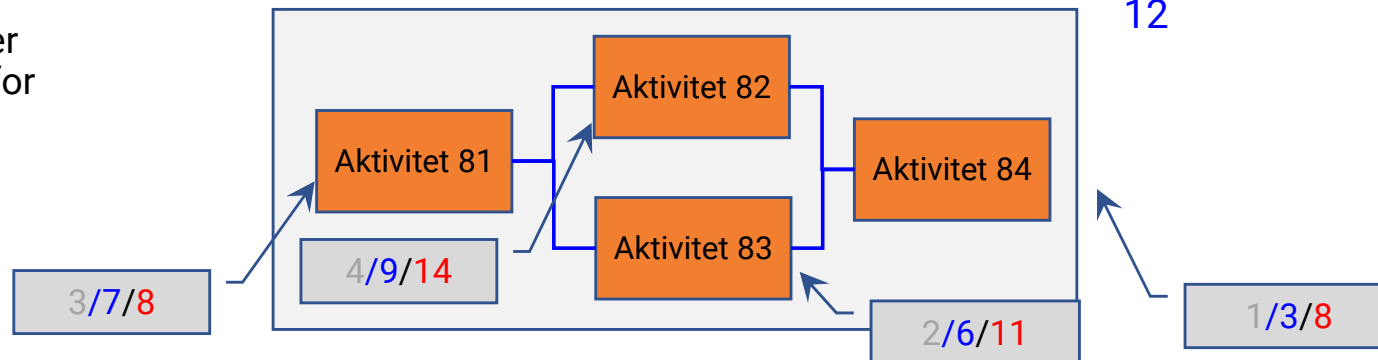 er
for
12
Aktivitet 82
Aktivitet 81
Aktivitet 84
Aktivitet 83
4/9/14
3/7/8
2/6/11
1/3/8